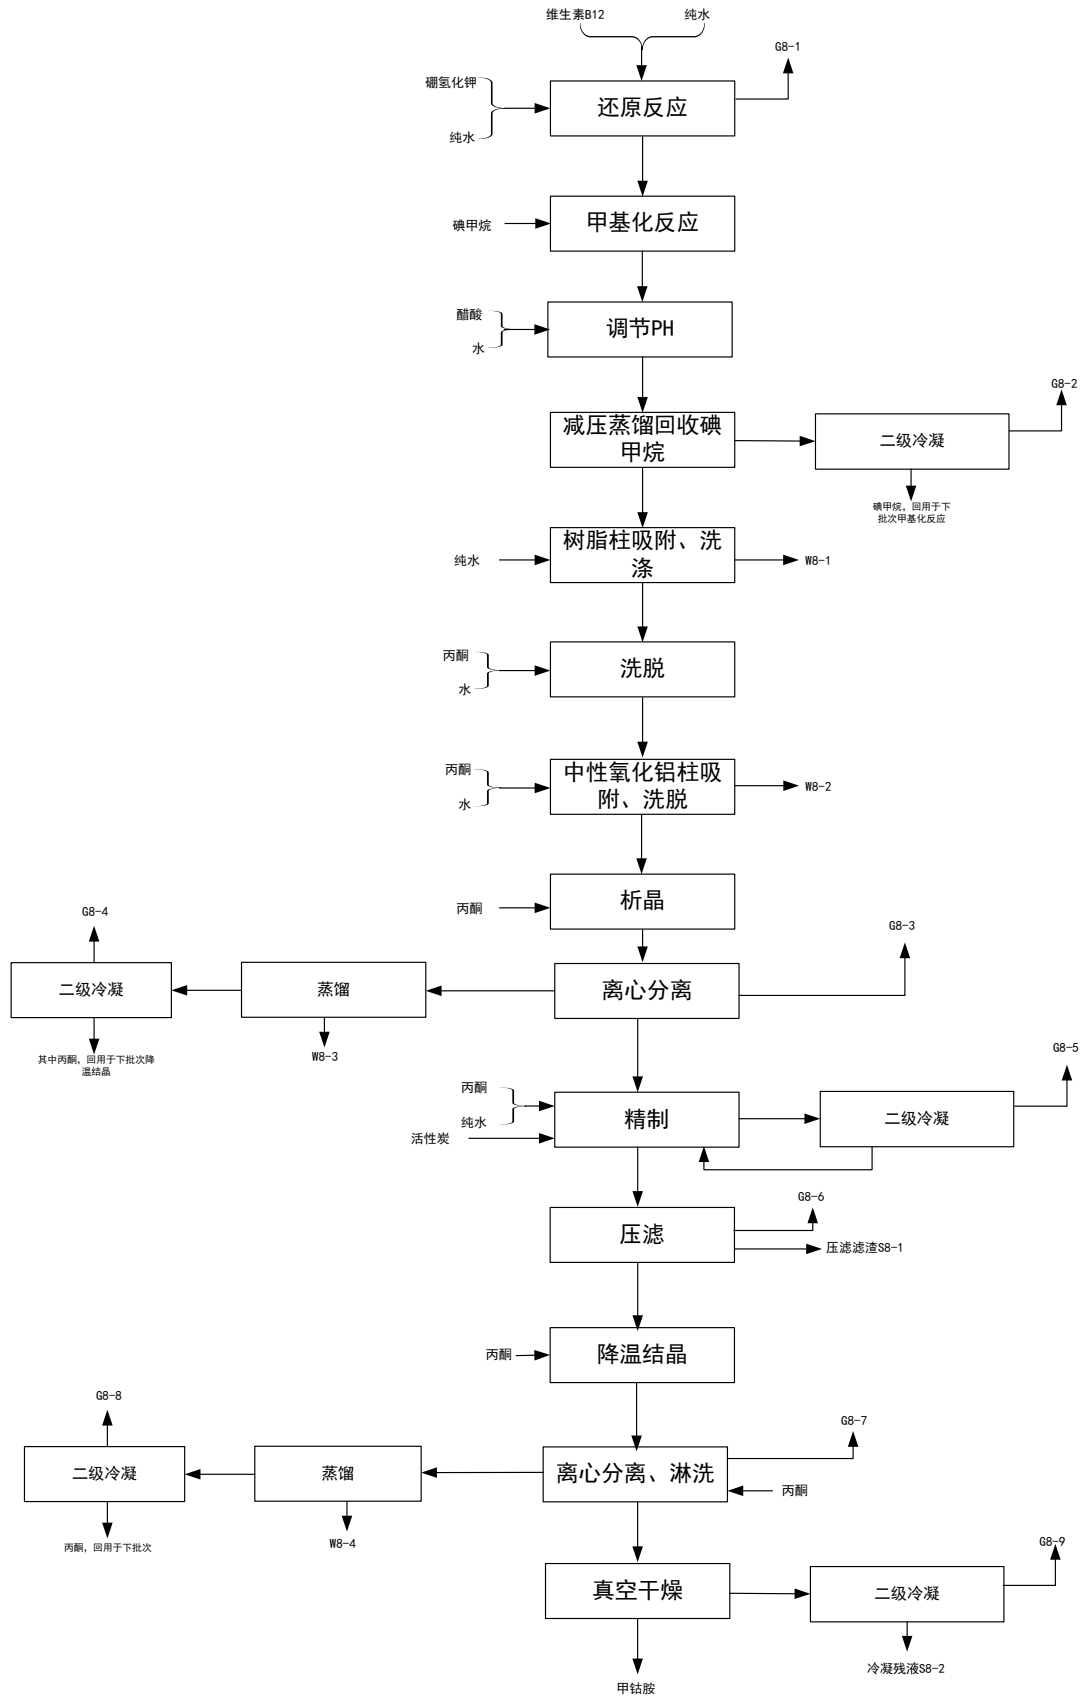 维生素B12
纯水
G8-1
硼氢化钾
还原反应
纯水
甲基化反应
碘甲烷
醋酸
调节PH
水
G8-2
减压蒸馏回收碘
甲烷
二级冷凝
碘甲烷，回用于下
批次甲基化反应
树脂柱吸附、洗
涤
纯水
W8-1
丙酮
洗脱
水
丙酮
中性氧化铝柱吸
附、洗脱
水
W8-2
析晶
丙酮
G8-4
G8-3
二级冷凝
蒸馏
离心分离
其中丙酮，回用于下批次降
温结晶
W8-3
G8-5
丙酮
纯水
活性炭
精制
二级冷凝
G8-6
压滤
压滤滤渣S8-1
丙酮
降温结晶
G8-8
G8-7
二级冷凝
蒸馏
离心分离、淋洗
丙酮
丙酮，回用于下批次
W8-4
G8-9
真空干燥
二级冷凝
冷凝残液S8-2
甲钴胺